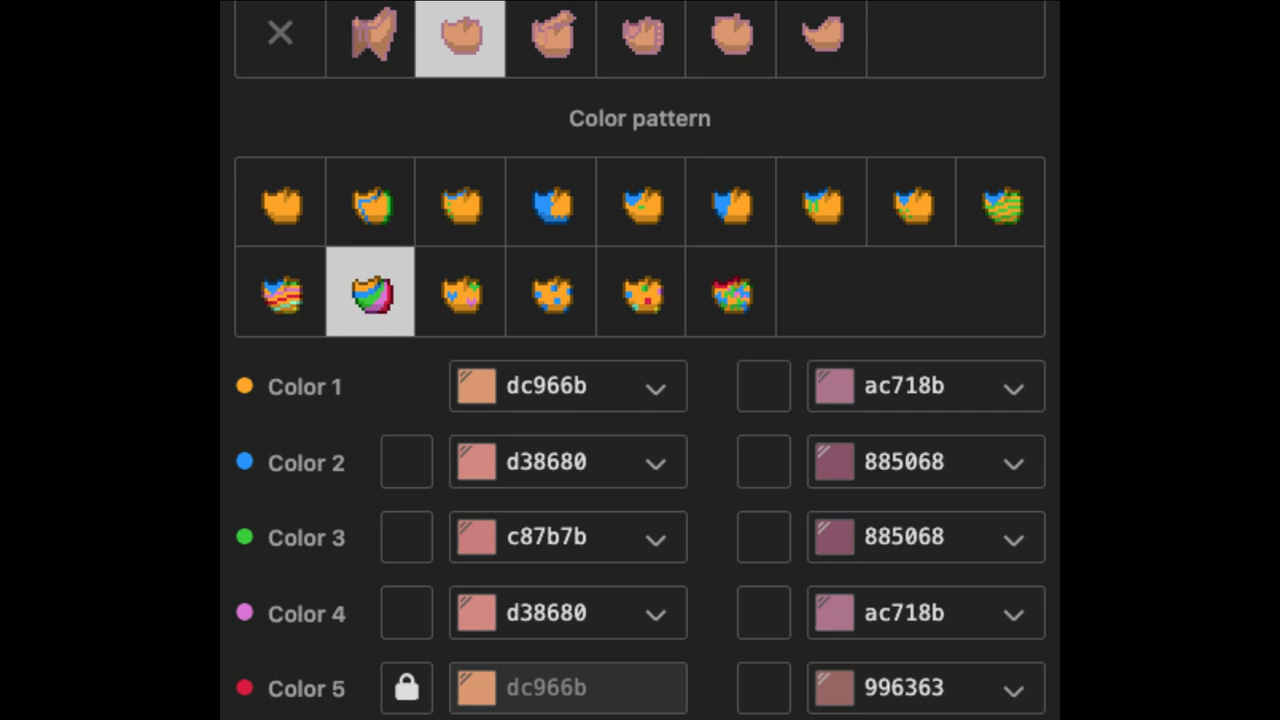 Color pattern
Color 1 dc966b ac718b
Color 2 d38680 885068
Color 3 c87b7b 885068
Color 4 d38680 ac718b
Color 5 dc966b 996363